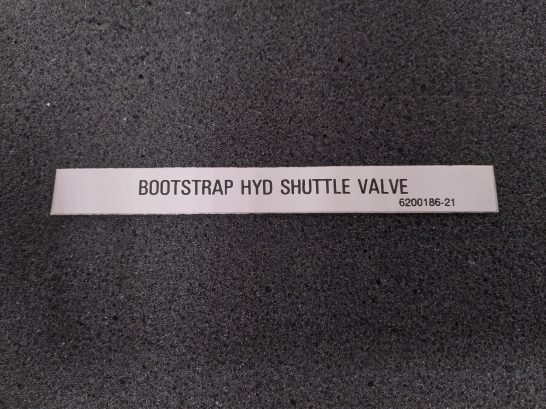 BOOTSTRAP HYD SHUTTLE VALVE
6200186-21